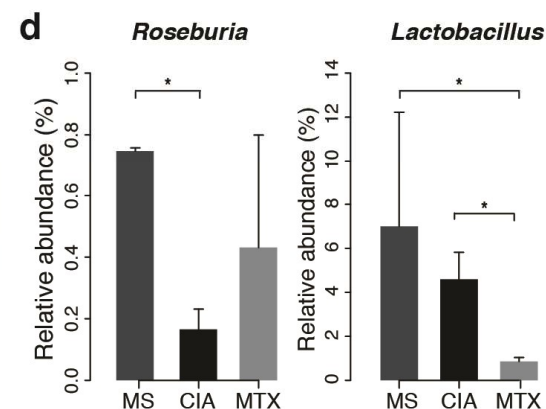 d
Roseburia
Relative abundance (%)
1.0
0.8
0.6
0.4
0.2
0.0
*
MS CIA MTX
Lactobacillus
Relative abundance (%)
14
12
10
8
6
4
2
0
*
*
MS CIA MTX